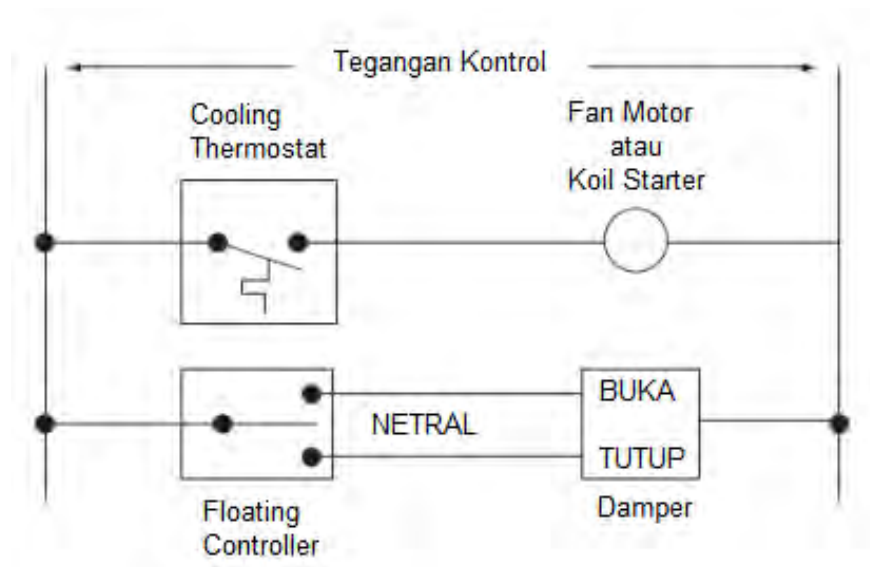 Tegangan Kontrol
Cooling
Thermostat
Fan Motor
atau
Koil Starter
BUKA
NETRAL
TUTUP
Floating
Controller
Damper